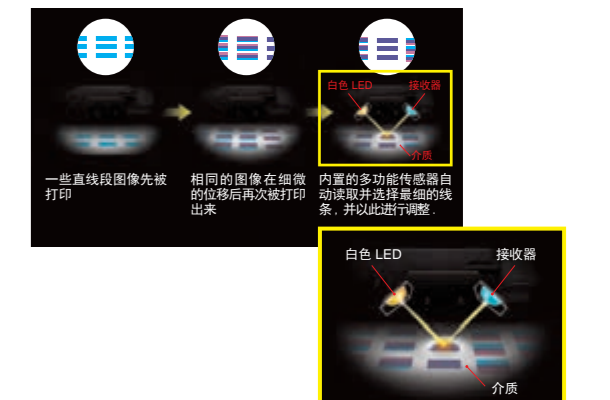 白色 LED
接收器
介质
一些直线段图像先被
打印
相同的图像在细微
的位移后再次被打印
出来
内置的多功能传感器自
动读取并选择最细的线
条，并以此进行调整．
白色 LED
接收器
介质